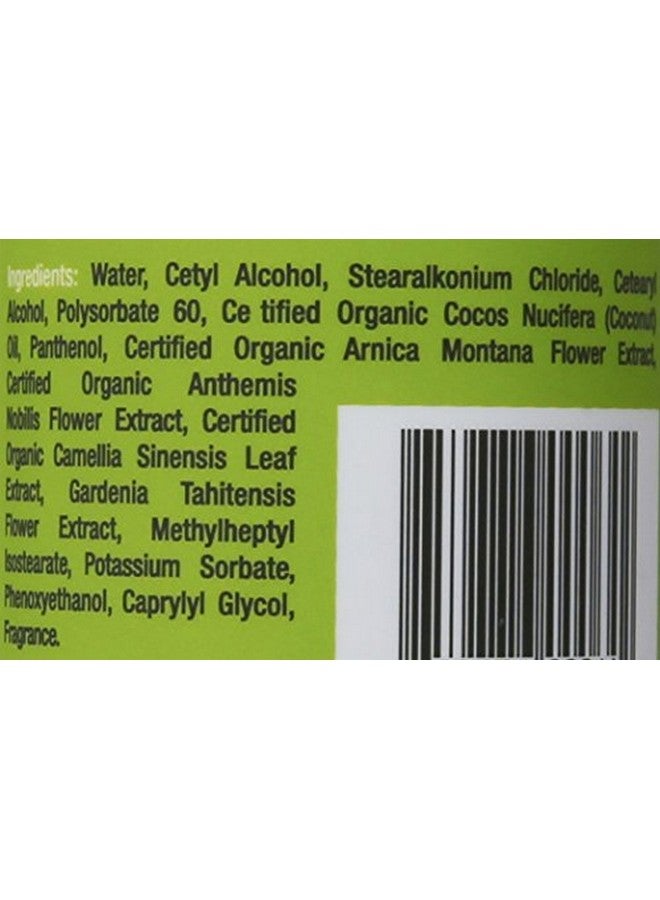 Ingredients: Water, Cetyl Alcohol, Stearalkonium Chloride, Cetearyl
Alcohol, Polysorbate 60, Ce tified Organic Cocos Nucifera (Coconut)
Oil, Panthenol, Certified Organic Arnica Montana Flower Extract,
Certified Organic Anthemis
Nobilis Flower Extract, Certified
Organic Camellia Sinensis Leaf
Extract, Gardenia Tahitensis
Flower Extract, Methylheptyl
Isostearate, Potassium Sorbate,
Phenoxyethanol, Caprylyl Glycol,
Fragrance.